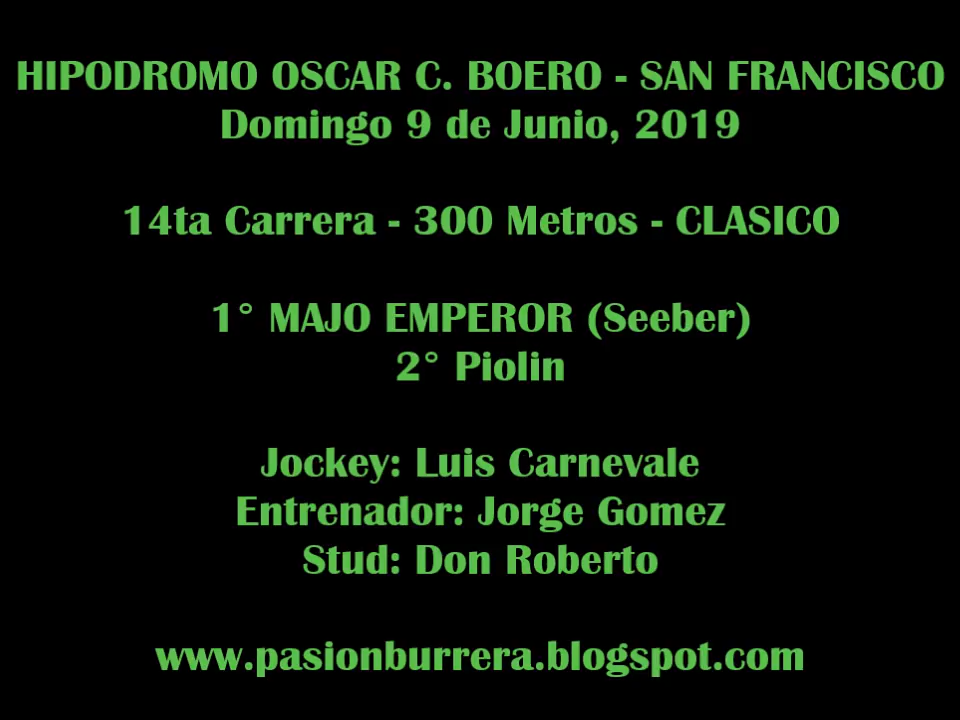 HIPODROMO OSCAR C. BOERO - SAN FRANCISCO
Domingo 9 de Junio, 2019
14ta Carrera - 300 Metros - CLASICO
1° MAJO EMPEROR (Seeber)
2° Piolin
Jockey: Luis Carnevale
Entrenador: Jorge Gomez
Stud: Don Roberto
www.pasionburrera.blogspot.com